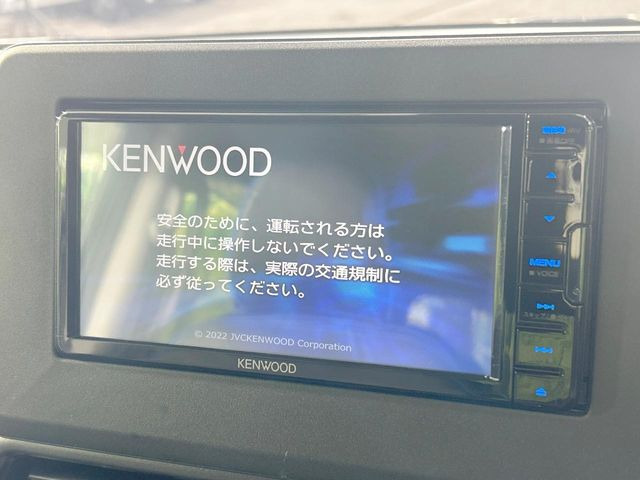 KENWOOD
安全のために、運転される方は
走行中に操作しないでください。
走行する際は、実際の交通規制に
必ず従ってください。
© 2022 JVCKENWOOD Corporation
KENWOOD
MENU
VOICE